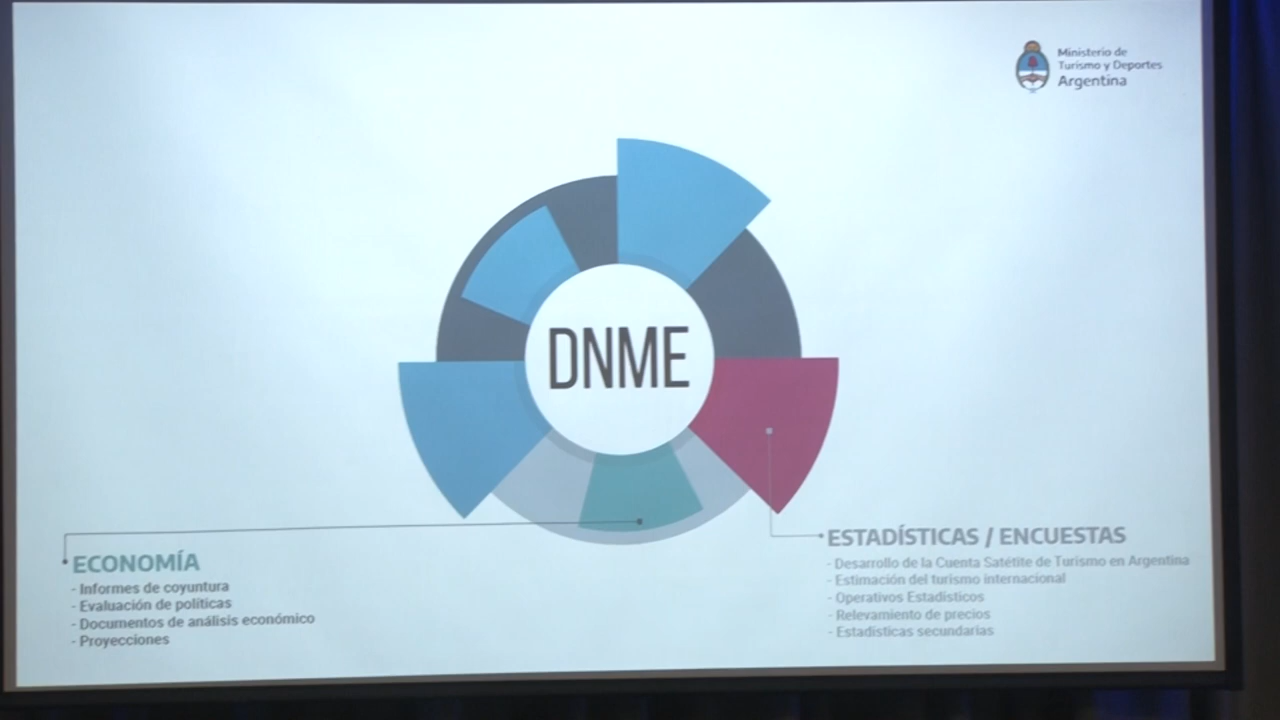 Ministerio de
Turismo y Deportes
Argentina
DNME
ECONOMÍA
- Informes de coyuntura
- Evaluación de políticas
- Documentos de análisis económico
- Proyecciones
ESTADÍSTICAS / ENCUESTAS
- Desarrollo de la Cuenta Satétite de Turismo en Argentina
- Estimación del turismo internacional
- Operativos Estadísticos
- Relevamiento de precios
- Estadísticas secundarias